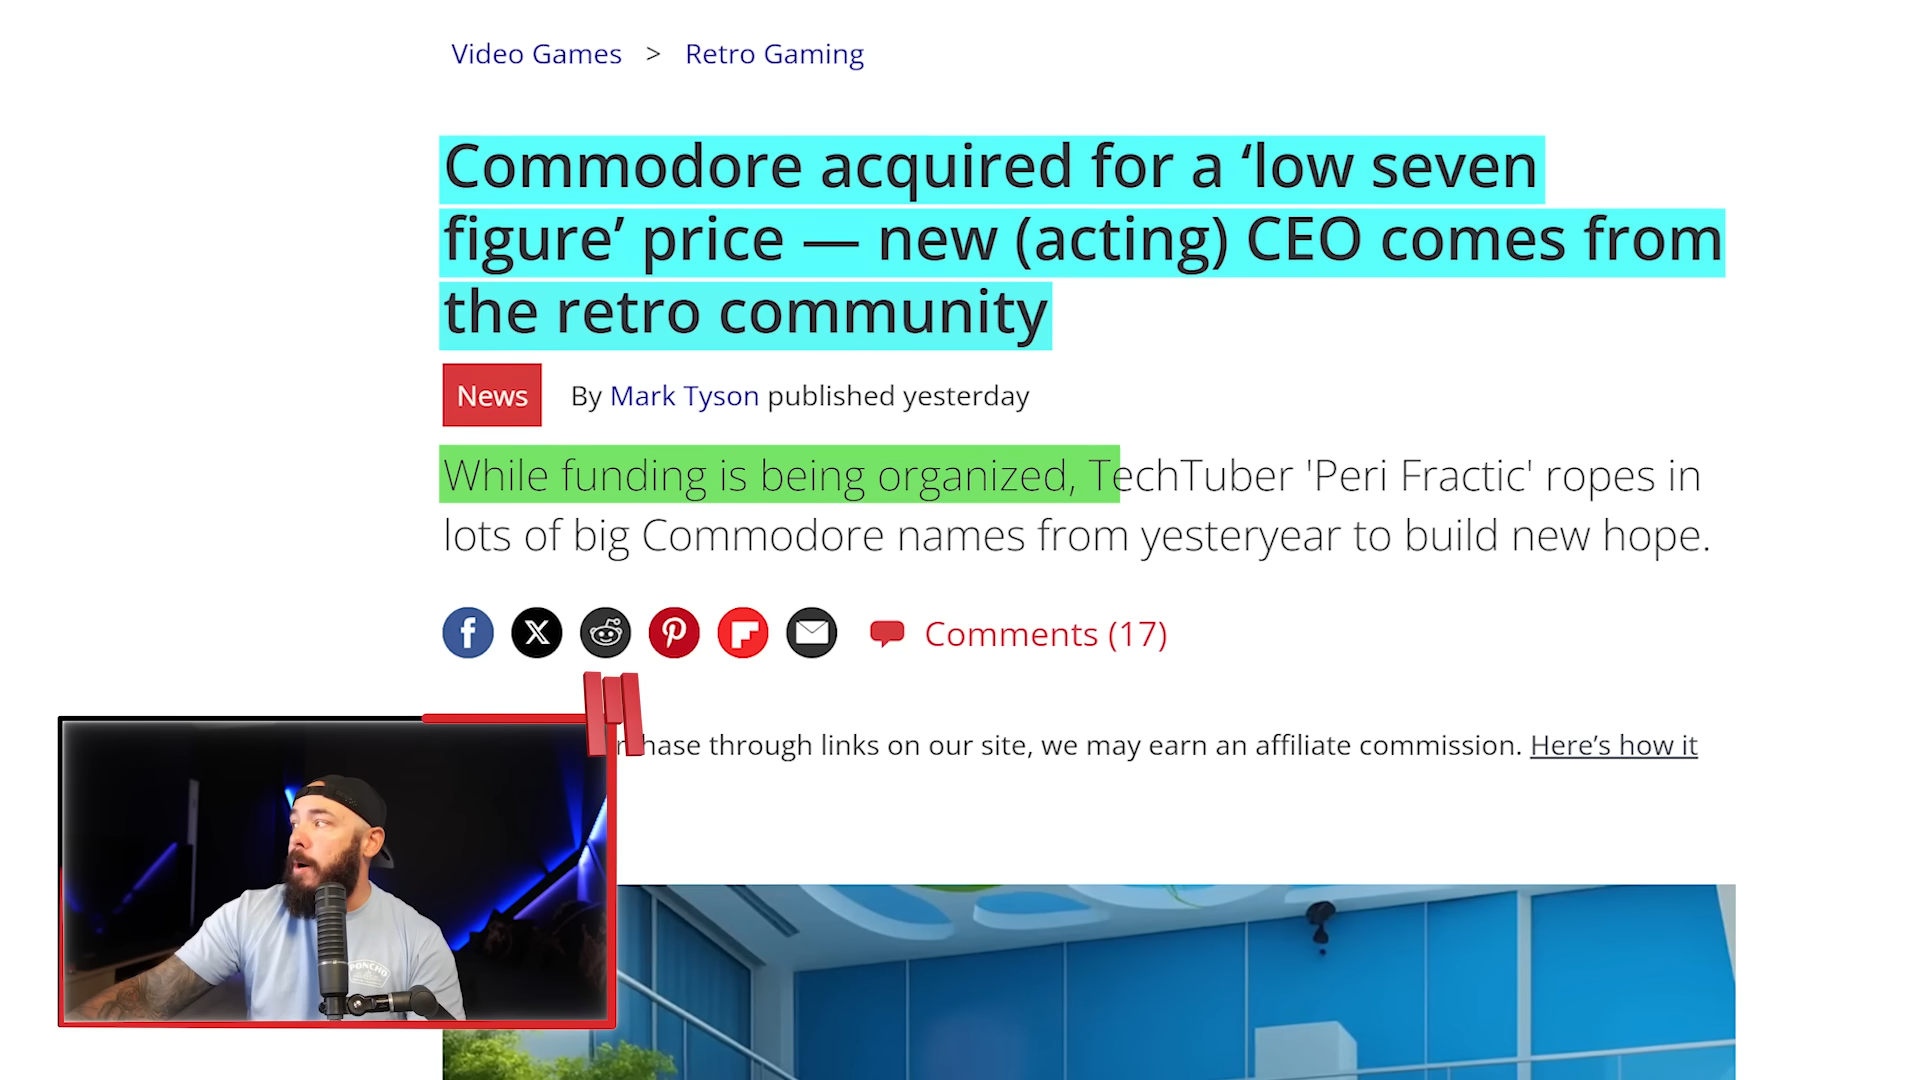 Video Games > Retro Gaming
Commodore acquired for a ‘low seven
figure’ price — new (acting) CEO comes from
the retro community
News By Mark Tyson published yesterday
While funding is being organized, TechTuber 'Peri Fractic' ropes in
lots of big Commodore names from yesteryear to build new hope.
Comments (17)
hase through links on our site, we may earn an affiliate commission. Here’s how it
PONCHO